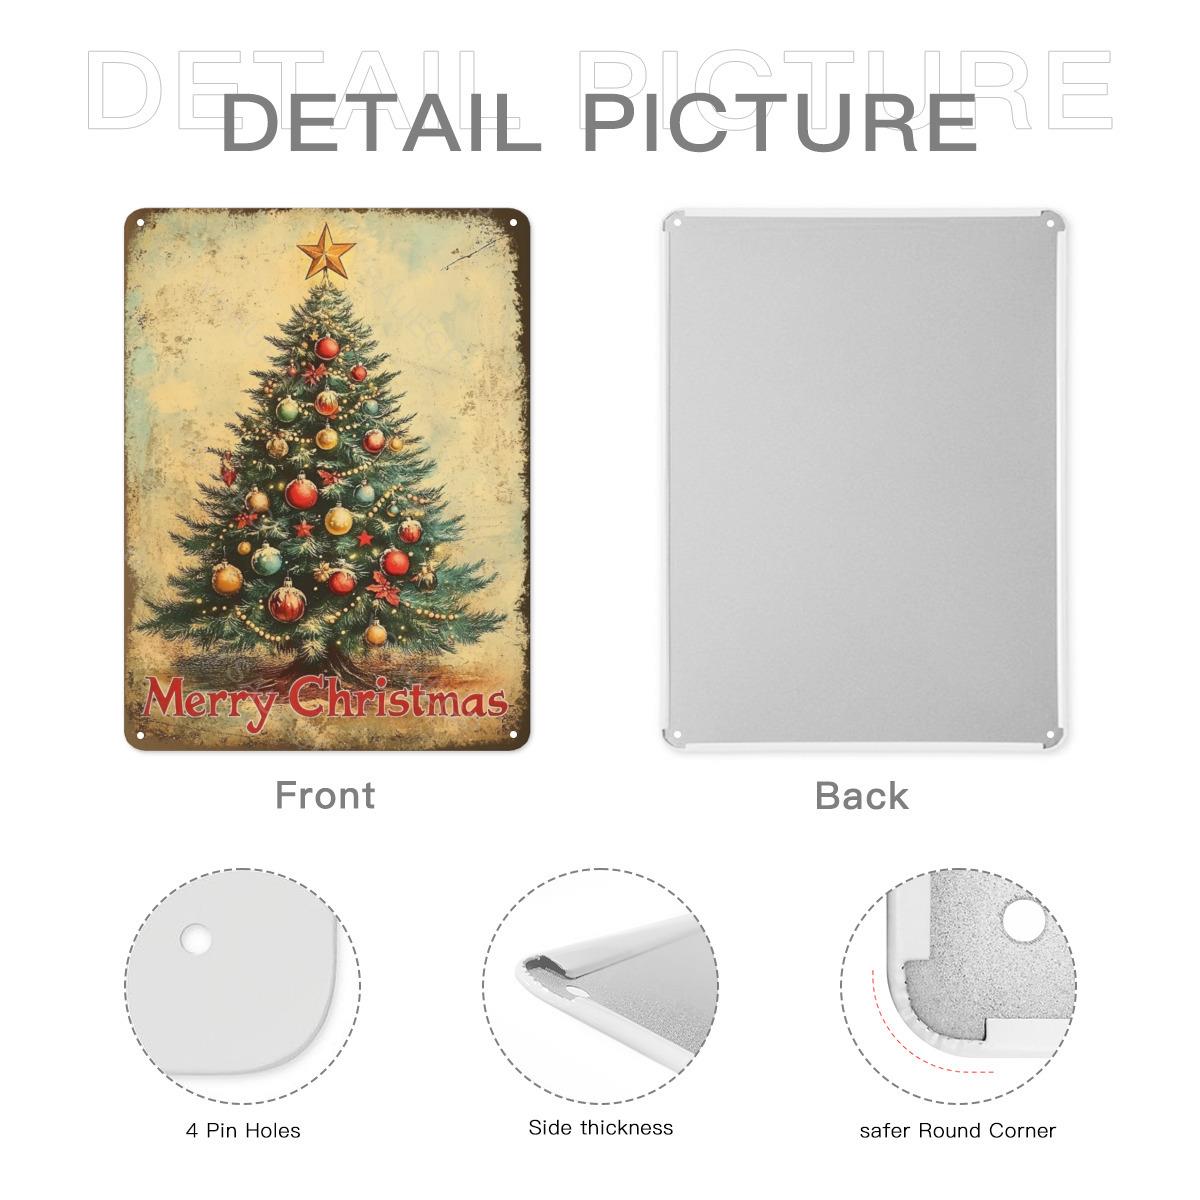 DETAIL PICTURE
DETAIL PICTURE
Merry Christmas
Front
Back
4 Pin Holes
Side thickness
safer Round Corner